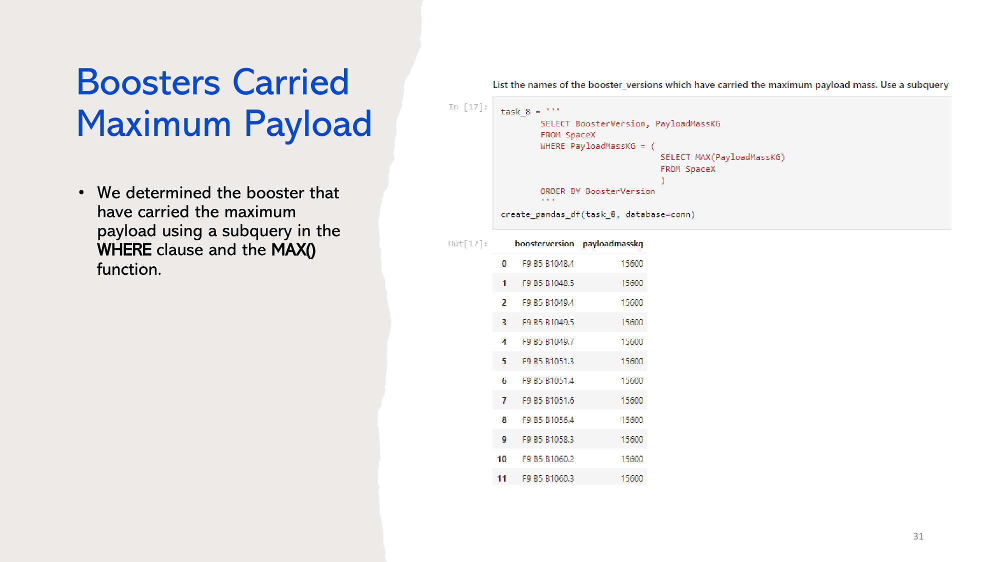 Boosters Carried
Maximum Payload
• We determined the booster that
have carried the maximum
payload using a subquery in the
WHERE clause and the MAX()
function.
List the names of the booster_versions which have carried the maximum payload mass. Use a subquery
In [17]:
task_8 = '''
SELECT BoosterVersion, PayloadMassKG
FROM SpaceX
WHERE PayloadMassKG = (
SELECT MAX(PayloadMassKG)
FROM SpaceX
)
ORDER BY BoosterVersion
'''
create_pandas_df(task_8, database=conn)
Out[17]:
boosterversion payloadmasskg
0 F9 B5 B1048.4 15600
1 F9 B5 B1048.5 15600
2 F9 B5 B1049.4 15600
3 F9 B5 B1049.5 15600
4 F9 B5 B1049.7 15600
5 F9 B5 B1051.3 15600
6 F9 B5 B1051.4 15600
7 F9 B5 B1051.6 15600
8 F9 B5 B1056.4 15600
9 F9 B5 B1058.3 15600
10 F9 B5 B1060.2 15600
11 F9 B5 B1060.3 15600
31